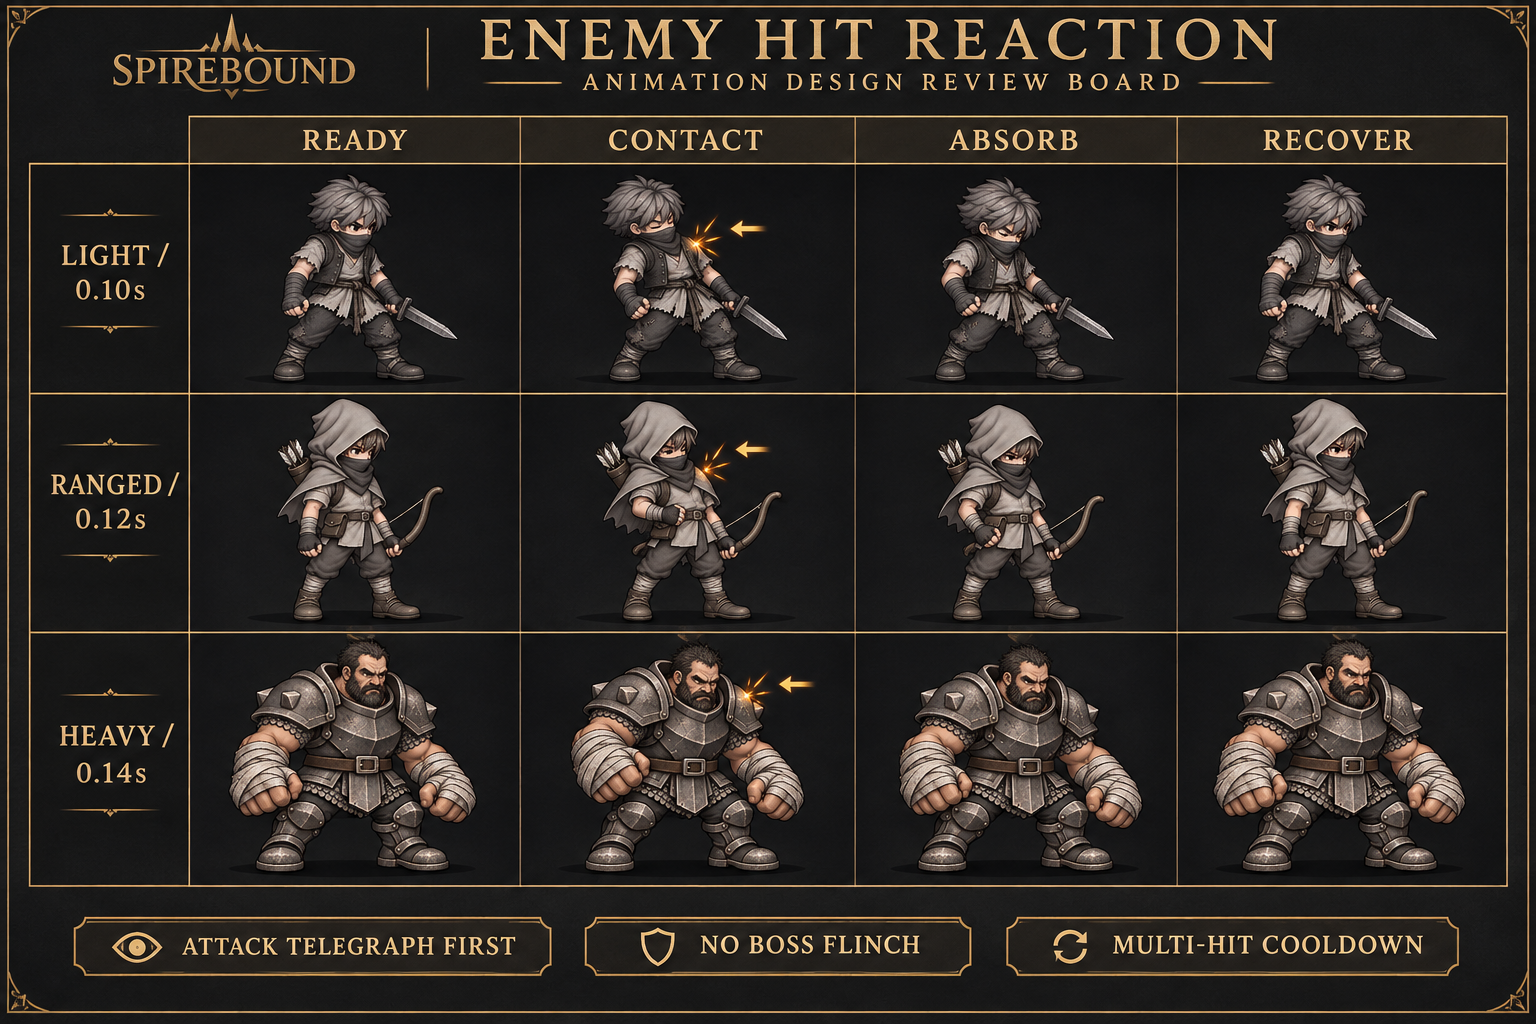 SPIREBOUND
ENEMY HIT REACTION
ANIMATION DESIGN REVIEW BOARD
READY
CONTACT
ABSORB
RECOVER
LIGHT /
0.10s
RANGED /
0.12s
HEAVY /
0.14s
ATTACK TELEGRAPH FIRST
NO BOSS FLINCH
MULTI-HIT COOLDOWN